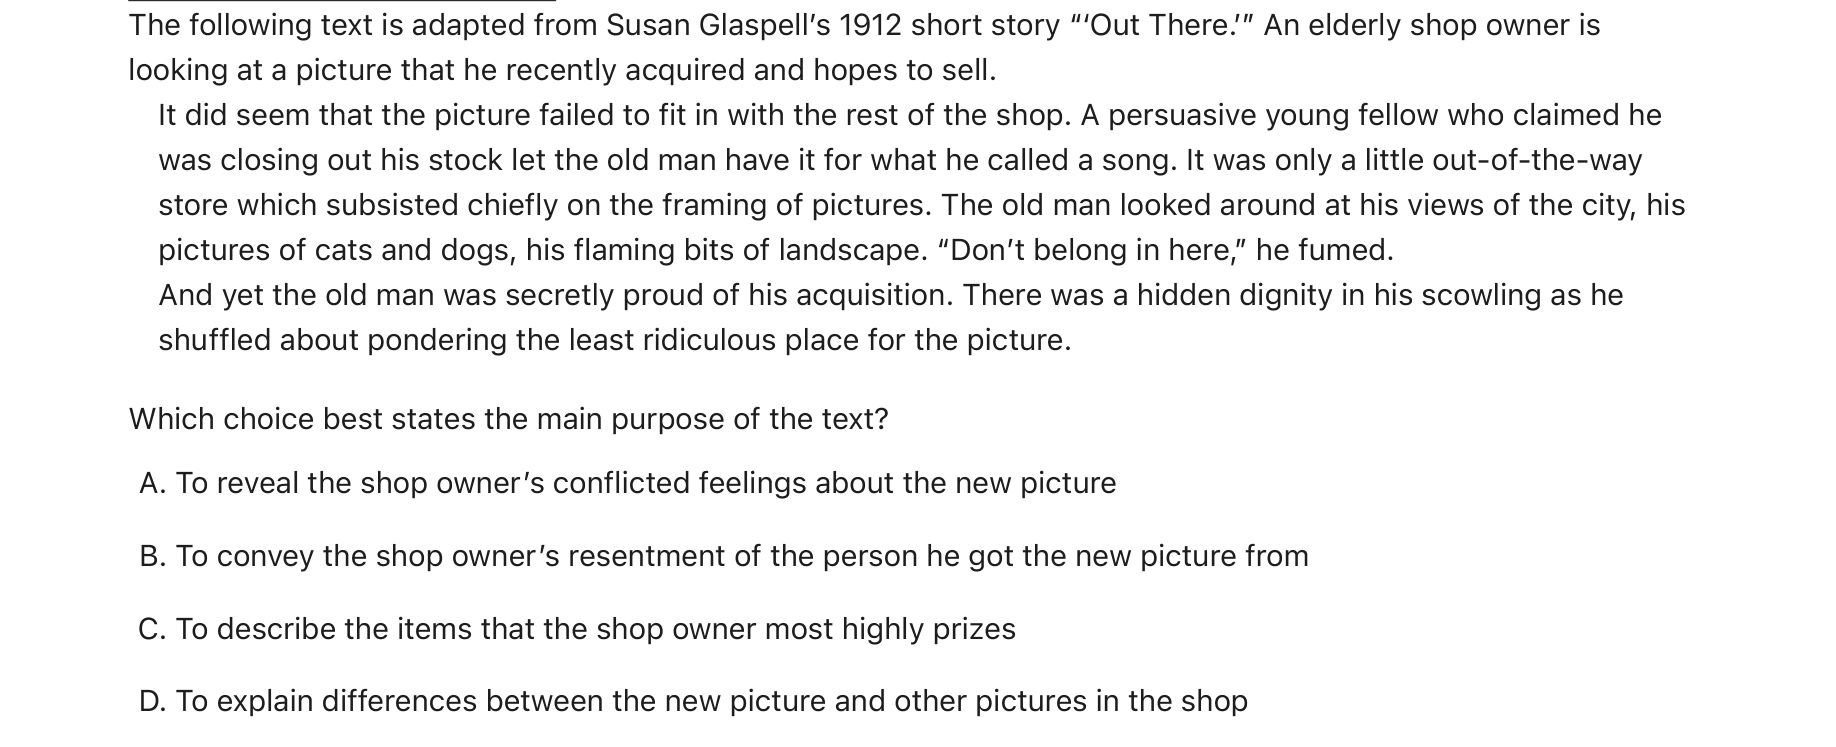 The following text is adapted from Susan Glaspell’s 1912 short story “‘Out There.’” An elderly shop owner is
looking at a picture that he recently acquired and hopes to sell.
It did seem that the picture failed to fit in with the rest of the shop. A persuasive young fellow who claimed he
was closing out his stock let the old man have it for what he called a song. It was only a little out-of-the-way
store which subsisted chiefly on the framing of pictures. The old man looked around at his views of the city, his
pictures of cats and dogs, his flaming bits of landscape. “Don’t belong in here,” he fumed.
And yet the old man was secretly proud of his acquisition. There was a hidden dignity in his scowling as he
shuffled about pondering the least ridiculous place for the picture.
Which choice best states the main purpose of the text?
A. To reveal the shop owner’s conflicted feelings about the new picture
B. To convey the shop owner’s resentment of the person he got the new picture from
C. To describe the items that the shop owner most highly prizes
D. To explain differences between the new picture and other pictures in the shop